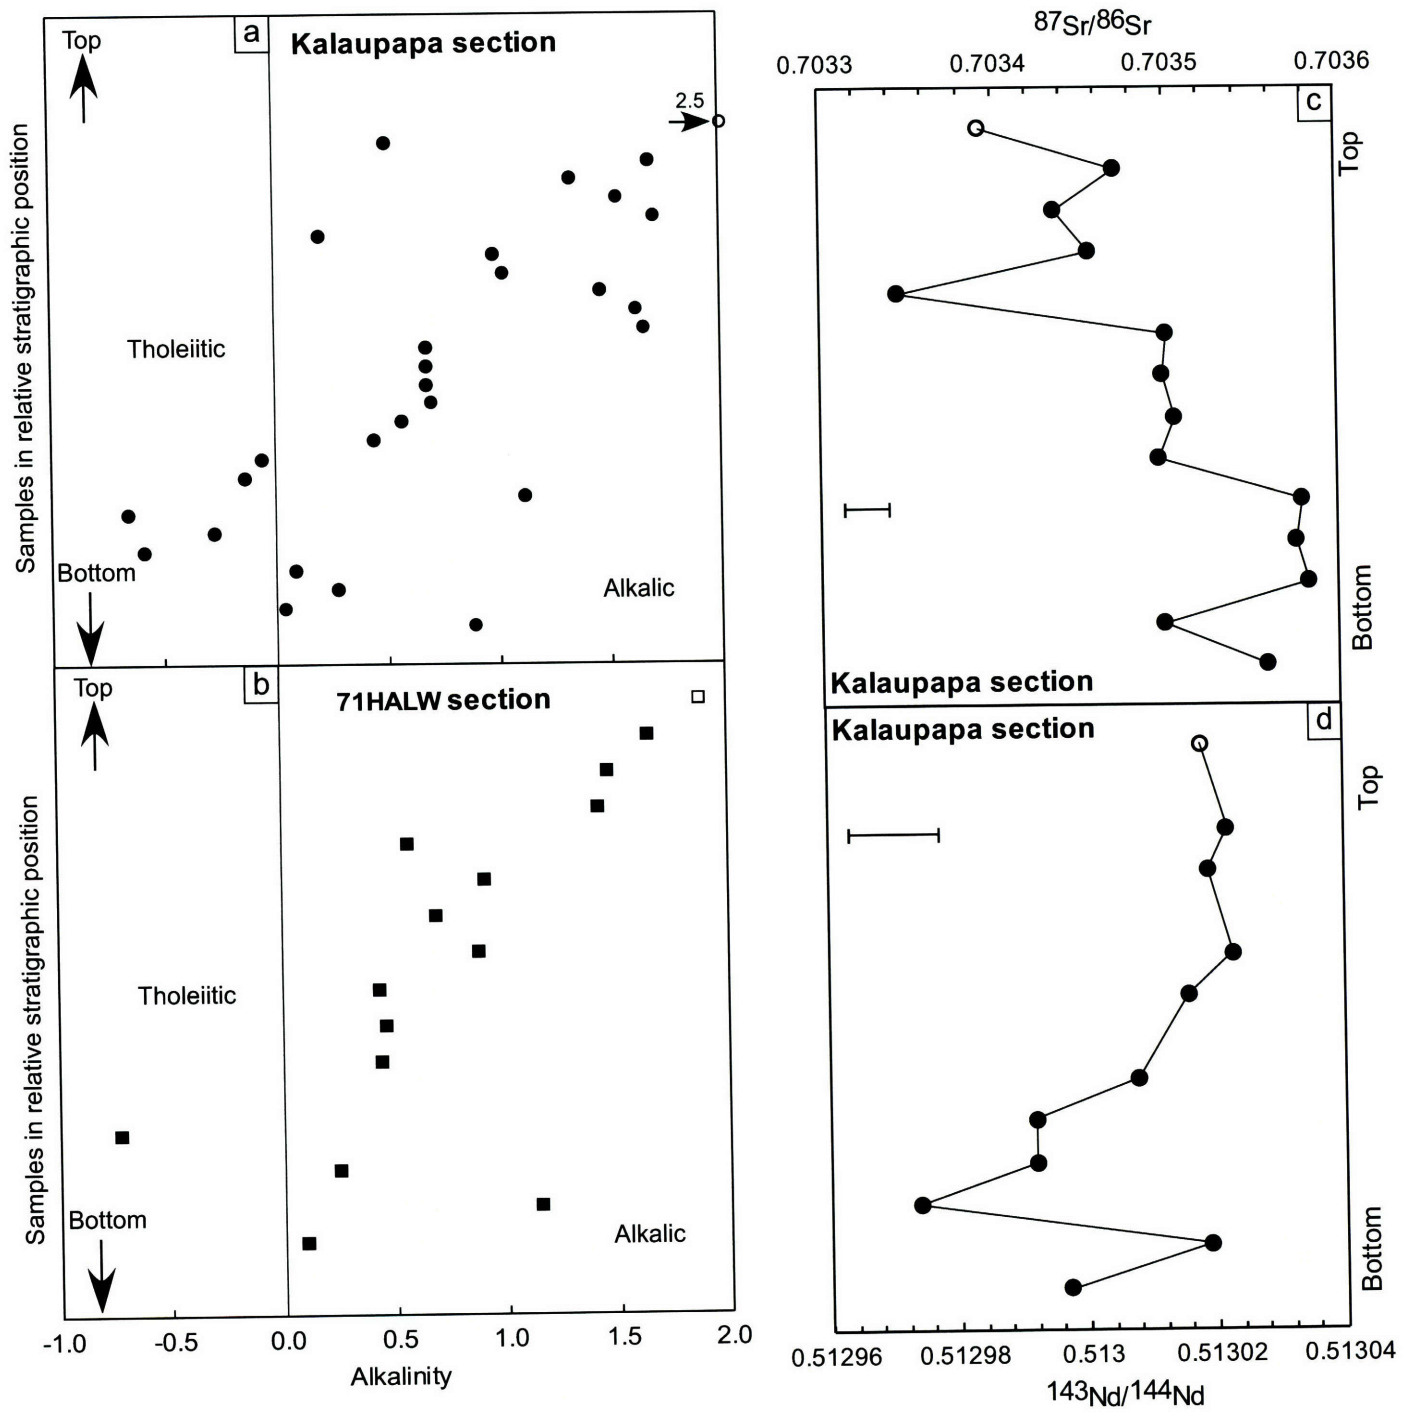 a
Kalaupapa section
Top
2.5
Samples in relative stratigraphic position
Tholeiitic
Bottom
Alkalic
b
71HALW section
Top
Samples in relative stratigraphic position
Tholeiitic
Bottom
Alkalic
-1.0 -0.5 0.0 0.5 1.0 1.5 2.0
Alkalinity
87Sr/86Sr
0.7033 0.7034 0.7035 0.7036
c
Top
Bottom
Kalaupapa section
d
Kalaupapa section
Top
Bottom
0.51296 0.51298 0.513 0.51302 0.51304
143Nd/144Nd